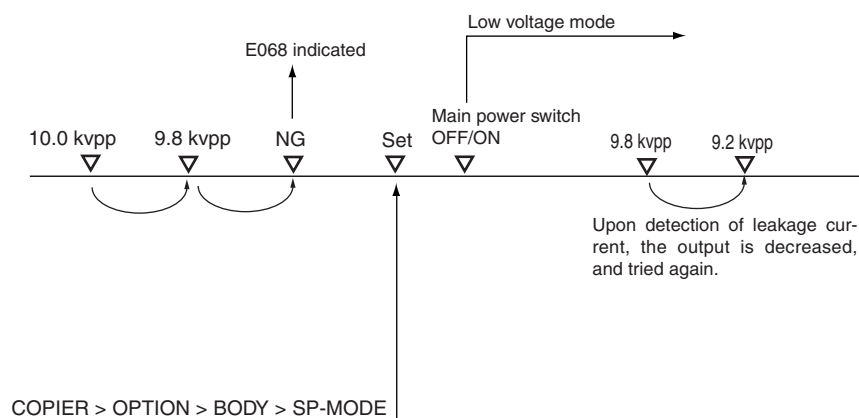 Low voltage mode
E068 indicated
Main power switch
OFF/ON
10.0 kvpp
9.8 kvpp
NG
Set
9.8 kvpp
9.2 kvpp
Upon detection of leakage cur-
rent, the output is decreased,
and tried again.
COPIER > OPTION > BODY > SP-MODE